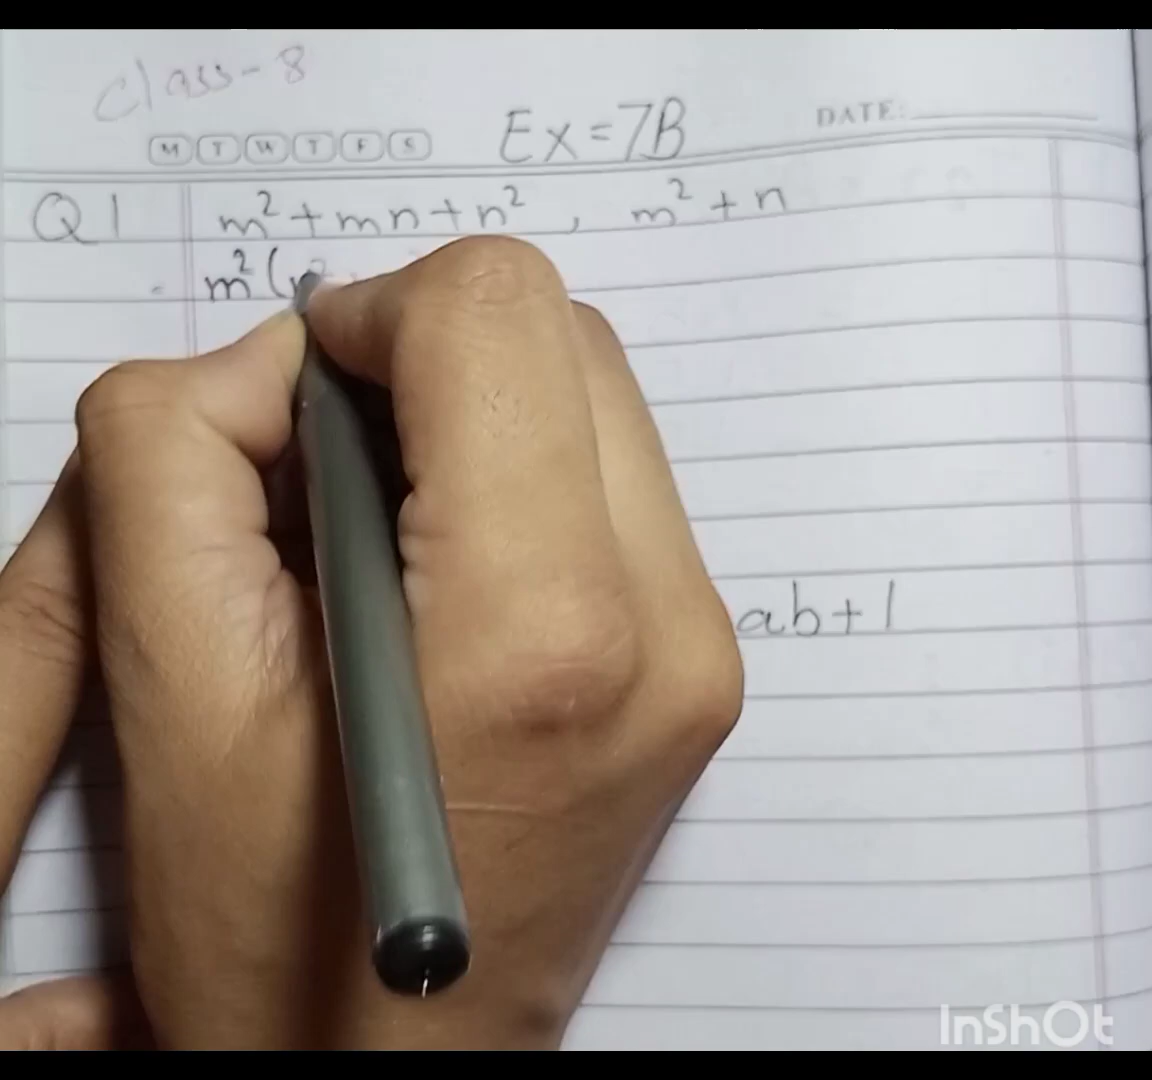 Class-8
M T W T F S
Ex=7B
DATE:
Q1 m²+mn+n² , m²+n
= m²(
ab+1
InShOt